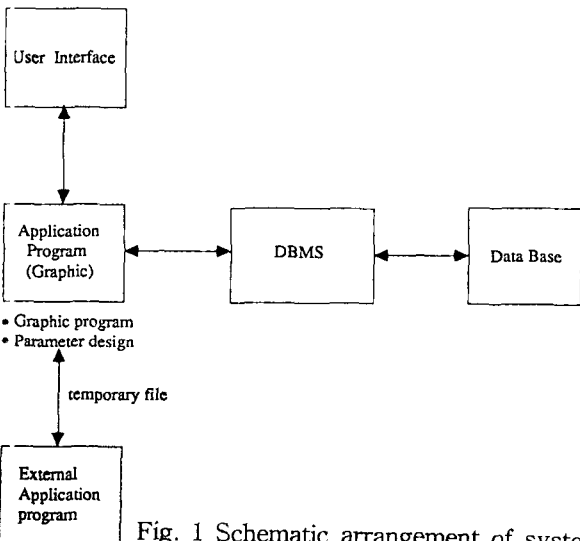 User Interface
Application
Program
(Graphic)
DBMS
Data Base
• Graphic program
• Parameter design
temporary file
External
Application
program
Fig. 1 Schematic arrangement of